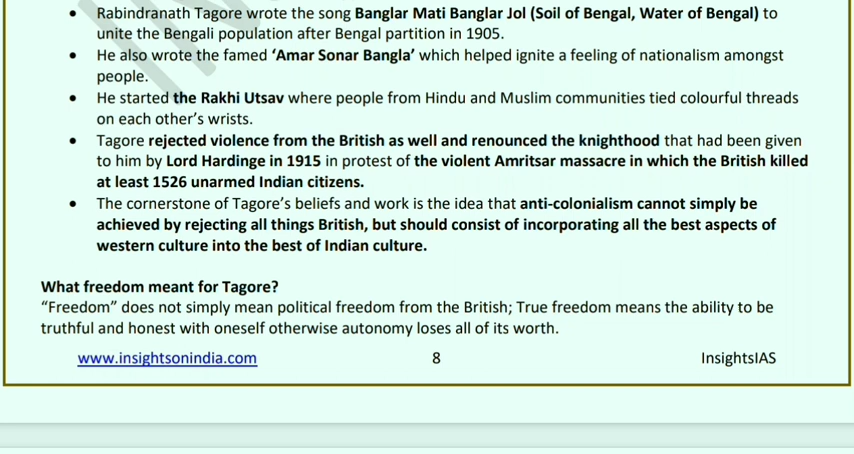 • Rabindranath Tagore wrote the song Banglar Mati Banglar Jol (Soil of Bengal, Water of Bengal) to
unite the Bengali population after Bengal partition in 1905.
• He also wrote the famed ‘Amar Sonar Bangla’ which helped ignite a feeling of nationalism amongst
people.
• He started the Rakhi Utsav where people from Hindu and Muslim communities tied colourful threads
on each other’s wrists.
• Tagore rejected violence from the British as well and renounced the knighthood that had been given
to him by Lord Hardinge in 1915 in protest of the violent Amritsar massacre in which the British killed
at least 1526 unarmed Indian citizens.
• The cornerstone of Tagore’s beliefs and work is the idea that anti-colonialism cannot simply be
achieved by rejecting all things British, but should consist of incorporating all the best aspects of
western culture into the best of Indian culture.
What freedom meant for Tagore?
“Freedom” does not simply mean political freedom from the British; True freedom means the ability to be
truthful and honest with oneself otherwise autonomy loses all of its worth.
www.insightsonindia.com 8 InsightsIAS